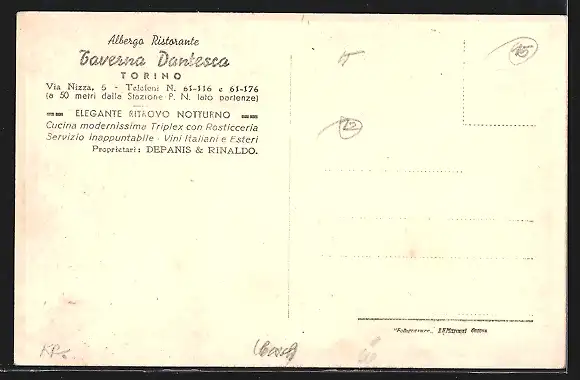 Albergo Ristorante
Taverna Dantesca
TORINO
Via Nizza, 5 - Telefoni N. 61-116 e 61-176
(a 50 metri dalla Stazione P. N. lato partenze)
ELEGANTE RITROVO NOTTURNO
Cucina modernissima Triplex con Rosticceria
Servizio inappuntabile - Vini Italiani e Esteri
Proprietari: DEPANIS & RINALDO.